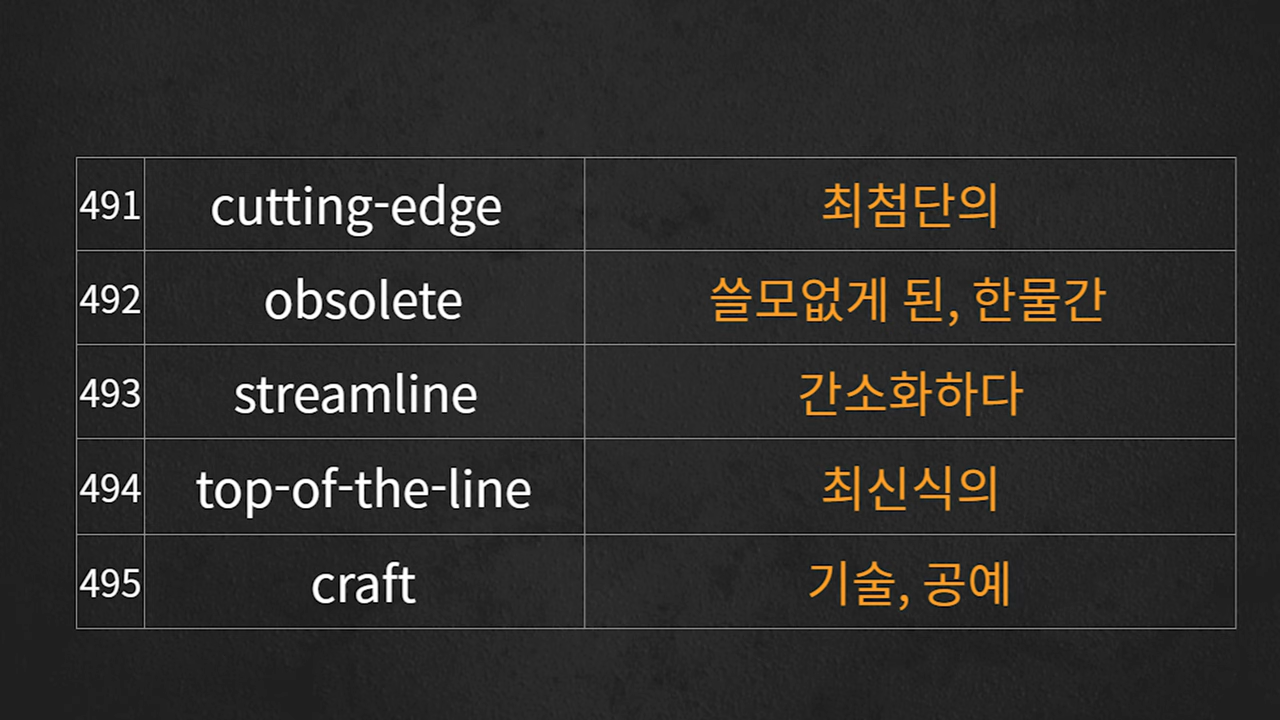 491 cutting-edge 최첨단의
492 obsolete 쓸모없게 된, 한물간
493 streamline 간소화하다
494 top-of-the-line 최신식의
495 craft 기술, 공예